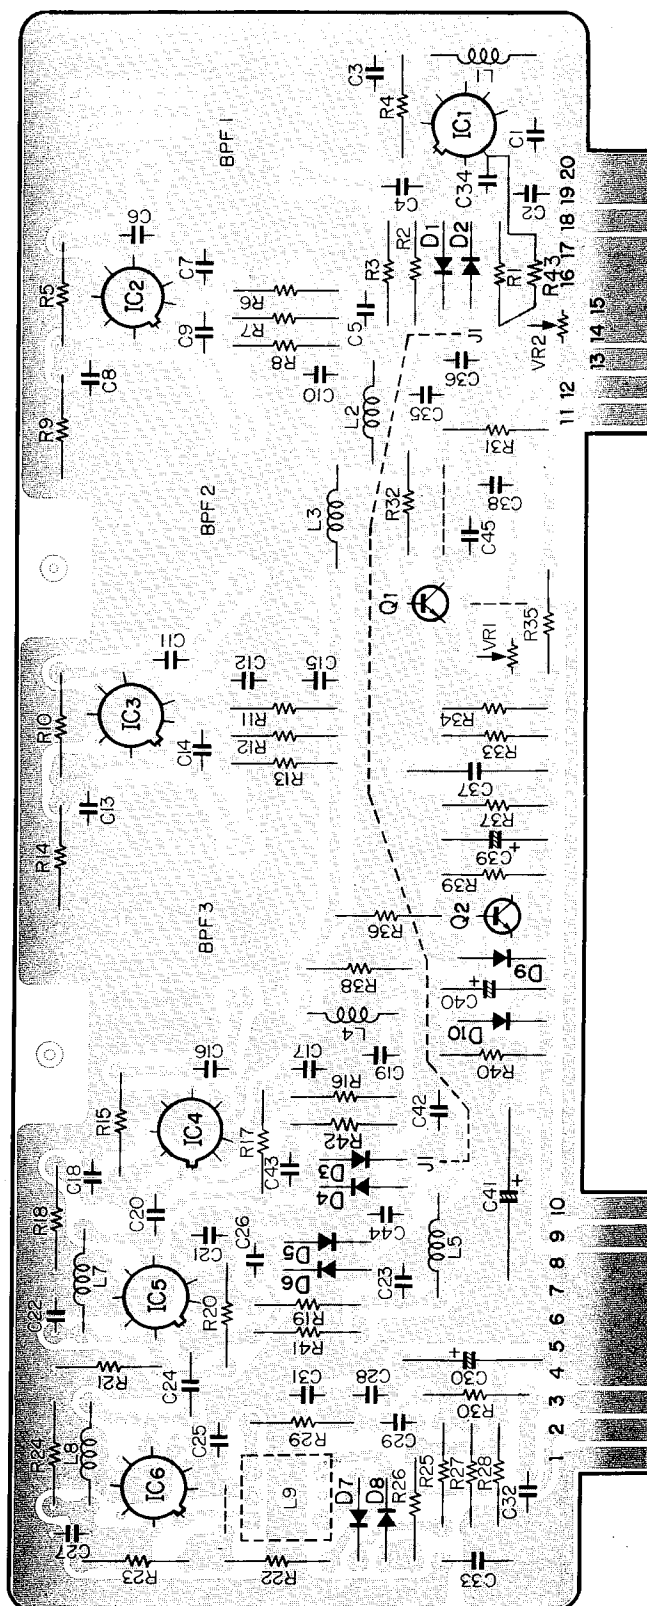 C3
L1
R4
IC1
C1
BPF 1
C34
20
C4
C2
19
C6
18
R3
R2
D1
D2
17
C7
R1
R43
16
R5
IC2
R6
C5
15
R7
C9
J1
VR2
14
R8
C36
13
C8
C10
C35
12
L2
11
R9
R31
BPF 2
L3
R32
C38
C45
Q1
C11
VR1
R35
C12
C15
R10
IC3
R11
R34
R12
C14
R33
R13
C37
C13
R37
R14
C39
+
R39
BPF3
R36
Q2
D9
R38
C40
+
L4
D10
C16
C17
C19
R40
R16
R15
IC4
C42
R17
R42
C43
D3
J1
C18
D4
C41
+
R18
C20
C44
10
C21
D5
L5
9
L7
C26
D6
C23
8
IC5
7
C22
R20
R19
6
R41
5
R21
+
C30
4
C24
C31
C28
R30
3
R24
L8
C25
R29
C29
2
R25
R27
R28
1
IC6
L9
D7
D8
R26
C32
C27
R23
R22
C33